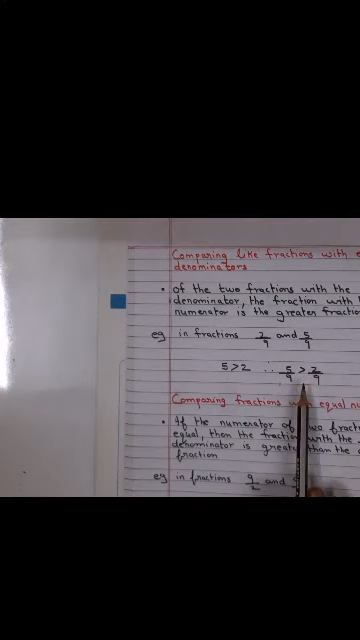 Comparing like fractions with
denominators
• of the two fractions with the
denominator, the fraction with
numenator is the greater fraction
eg in fractions 2/9 and 5/9
5>2 ∴ 5/9 > 2/9
Comparing fractions equal
• If the numerator of two
equal, then the fraction with the
denominator is than the
fraction
eg in fractions 9/2 and